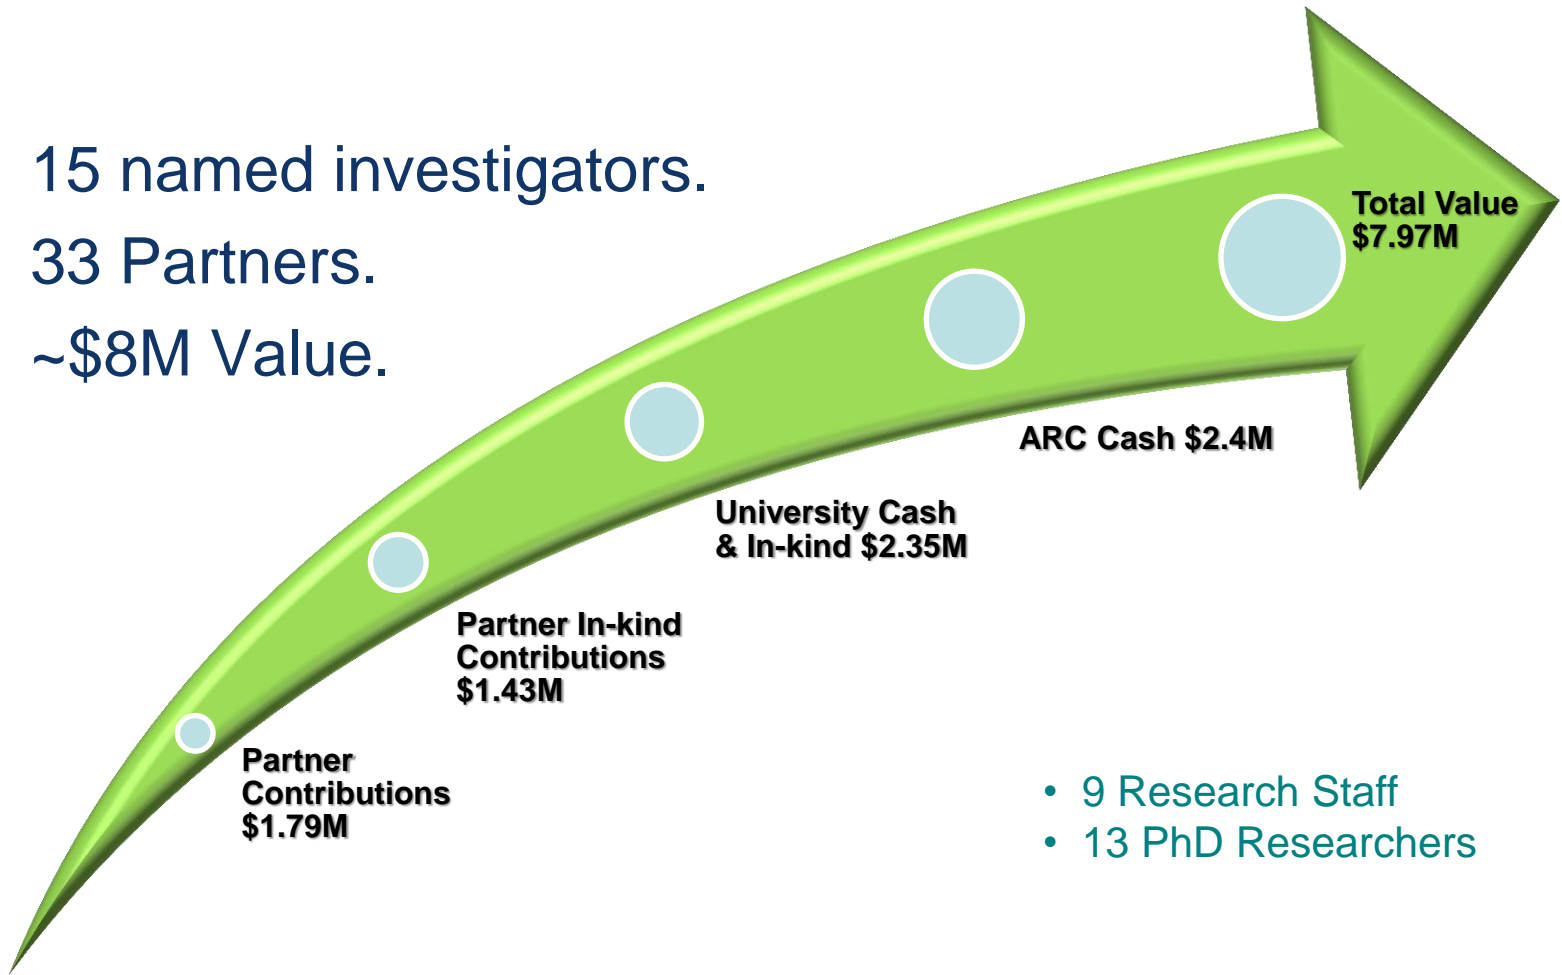 15 named investigators.
33 Partners.
~$8M Value.
Total Value
$7.97M
ARC Cash $2.4M
University Cash
& In-kind $2.35M
Partner In-kind
Contributions
$1.43M
Partner
Contributions
$1.79M
• 9 Research Staff
• 13 PhD Researchers